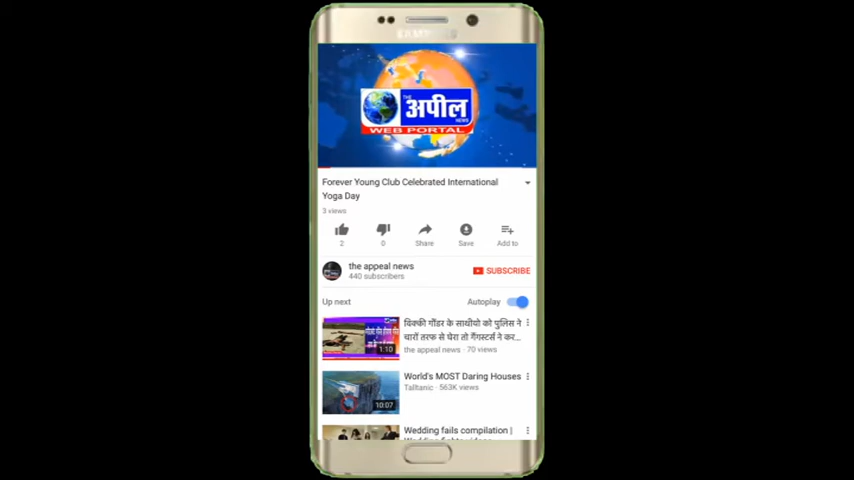 SAMSUNG
THE अपील NEWS
WEB PORTAL
Forever Young Club Celebrated International
Yoga Day
3 views
2 0 Share Save Add to
the appeal news
440 subscribers
SUBSCRIBE
Up next
Autoplay
विक्की गौंडर के साथीयो को पुलिस ने
चारों तरफ से घेरा तो गैंगस्टर्स ने कर...
the appeal news · 70 views
1:10
World's MOST Daring Houses
Talltanic · 563K views
10:07
Wedding fails compilation |